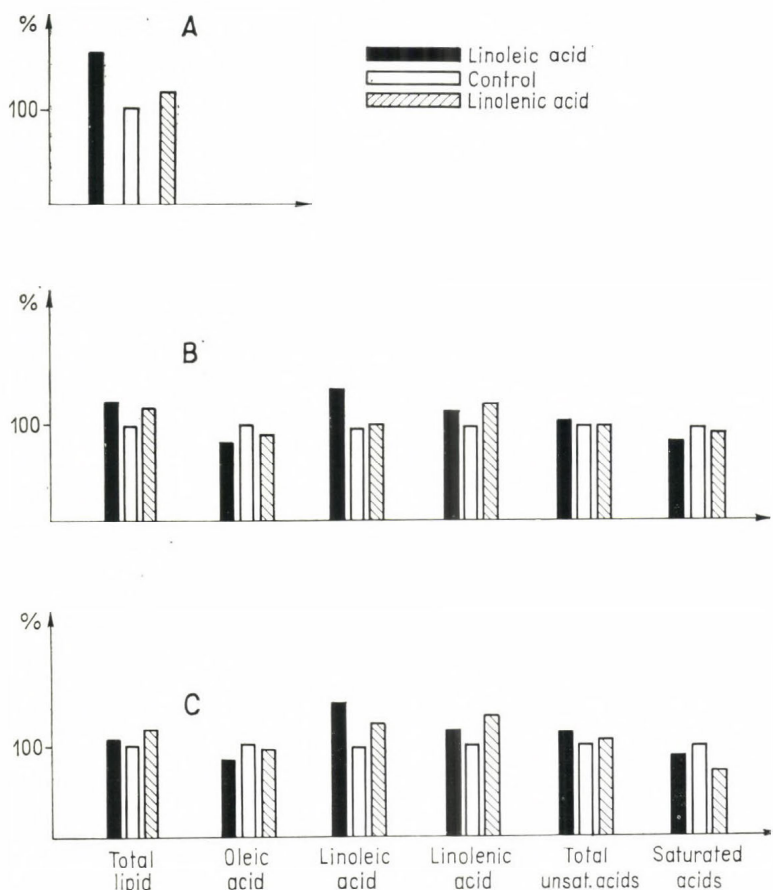 %
A
100
Linoleic acid
Control
Linolenic acid
%
B
100
%
C
100
Total
lipid
Oleic
acid
Linoleic
acid
Linolenic
acid
Total
unsat. acids
Saturated
acids